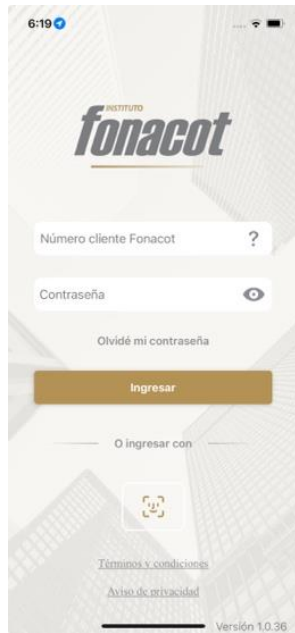 6:19
INSTITUTO
fonacot
Número cliente Fonacot ?
Contraseña
Olvidé mi contraseña
Ingresar
O ingresar con
Términos y condiciones
Aviso de privacidad
Versión 1.0.36